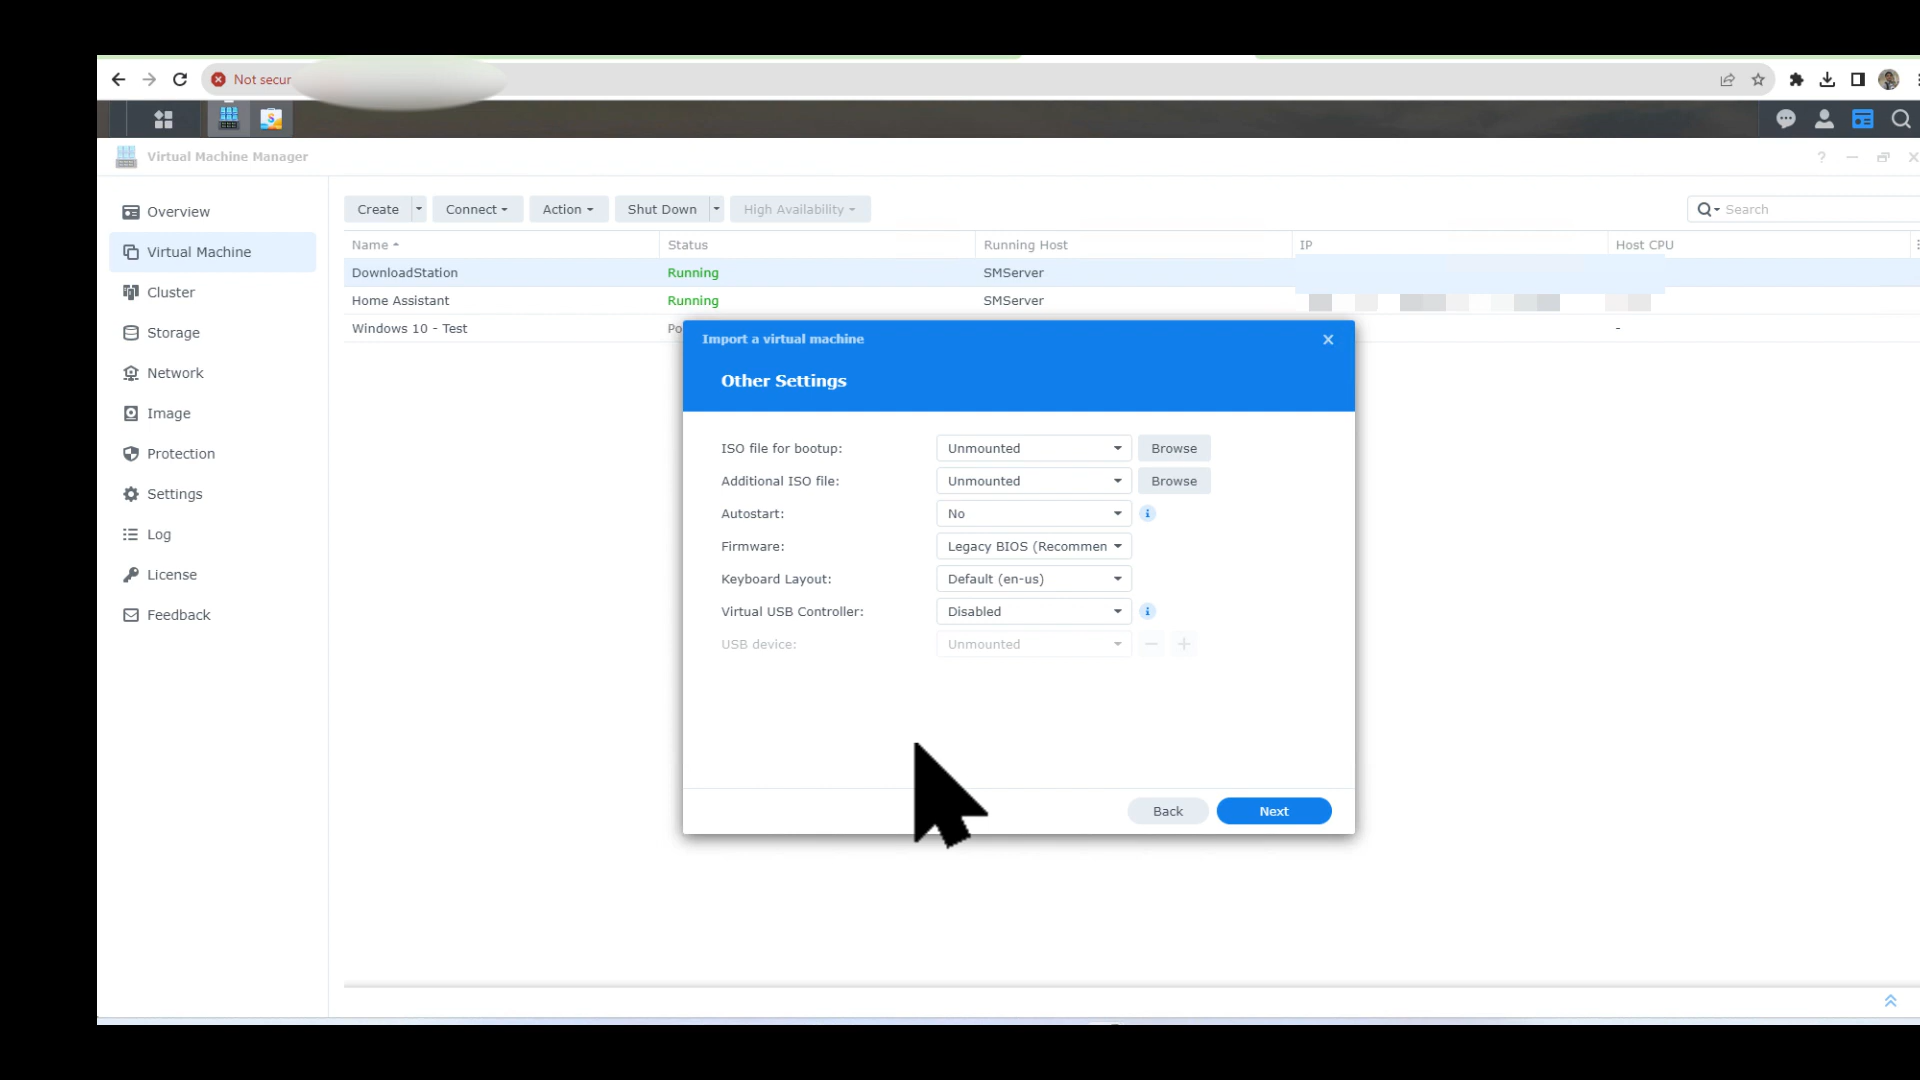 Not secur
Virtual Machine Manager
?
Overview
Virtual Machine
Cluster
Storage
Network
Image
Protection
Settings
Log
License
Feedback
Create Connect Action Shut Down High Availability Search
Name Status Running Host IP Host CPU
DownloadStation Running SMServer
Home Assistant Running SMServer
Windows 10 - Test Po -
Import a virtual machine
Other Settings
ISO file for bootup: Unmounted Browse
Additional ISO file: Unmounted Browse
Autostart: No i
Firmware: Legacy BIOS (Recommen
Keyboard Layout: Default (en-us)
Virtual USB Controller: Disabled i
USB device: Unmounted
Back Next